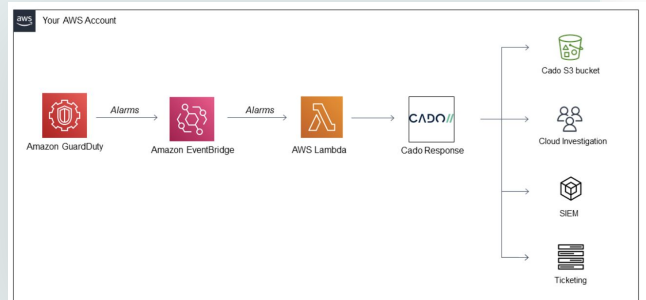 aws
Your AWS Account
Cado S3 bucket
Alarms
Alarms
CADO//
Amazon GuardDuty
Amazon EventBridge
AWS Lambda
Cado Response
Cloud Investigation
SIEM
Ticketing